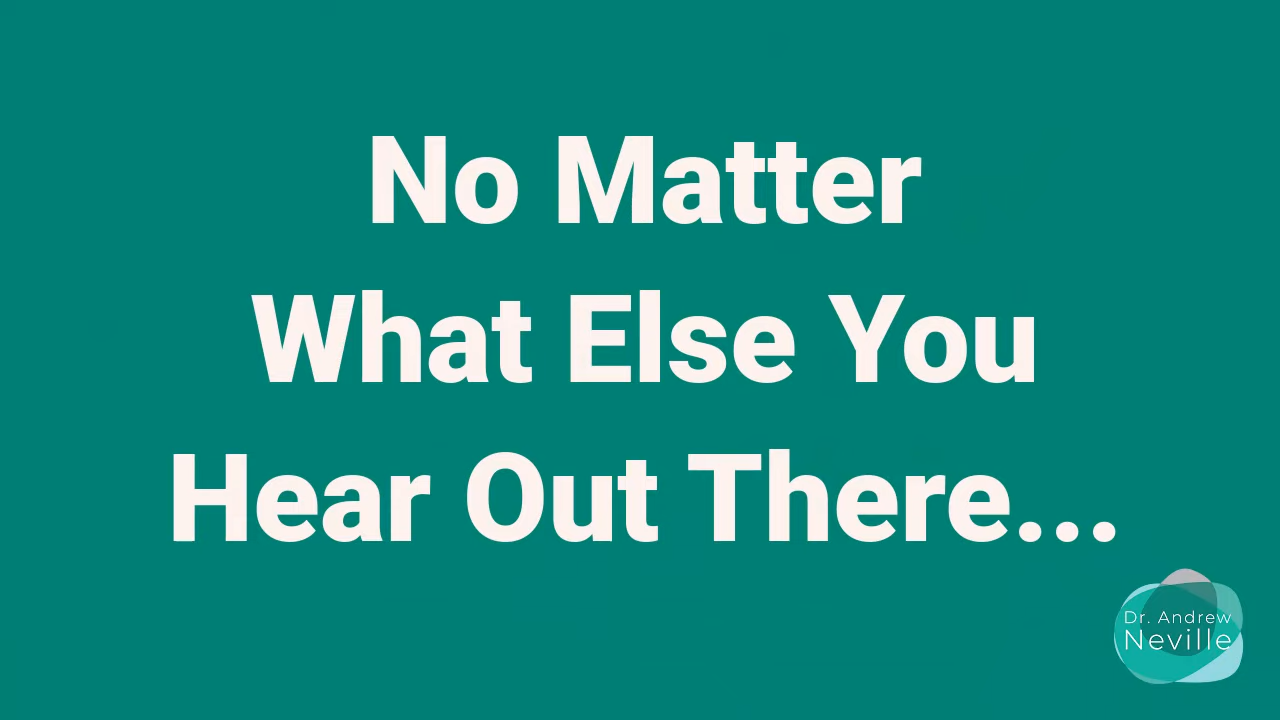 No Matter
What Else You
Hear Out There...
Dr. Andrew
Neville